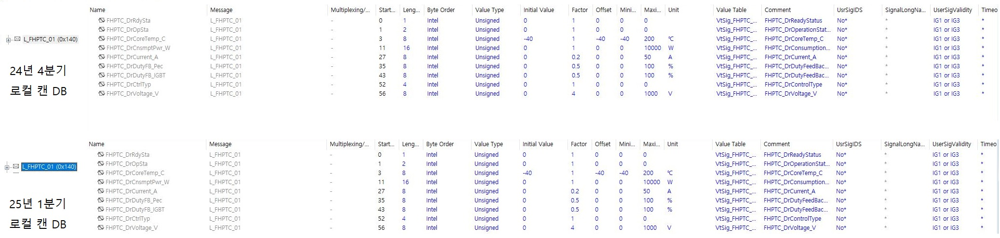 Name Message Multiplexing/... Start... Leng... Byte Order Value Type Initial Value Factor Offset Mini... Maxi... Unit Value Table Comment UsrSigIDS SignalLongNa... UserSigValidity Timeo
FHPTC_DrRdySta L_FHPTC_01 - 0 1 Intel Unsigned 0 1 0 0 0 VtSig_FHPTC_... FHPTC_DrReadyStatus No* * IG1 or IG3 *
FHPTC_DrOpSta L_FHPTC_01 - 1 2 Intel Unsigned 0 1 0 0 0 VtSig_FHPTC_... FHPTC_DrOperationStat... No* * IG1 or IG3 *
L_FHPTC_01 (0x140) FHPTC_DrCoreTemp_C L_FHPTC_01 - 3 8 Intel Unsigned -40 1 -40 -40 200 ℃ VtSig_FHPTC_... FHPTC_DrCoreTemp_C No* * IG1 or IG3 *
FHPTC_DrCnsmptPwr_W L_FHPTC_01 - 11 16 Intel Unsigned 0 1 0 0 10000 W VtSig_FHPTC_... FHPTC_DrConsumption... No* * IG1 or IG3 *
FHPTC_DrCurrent_A L_FHPTC_01 - 27 8 Intel Unsigned 0 0.2 0 0 50 A VtSig_FHPTC_... FHPTC_DrCurrent_A No* * IG1 or IG3 *
FHPTC_DrDutyFB_Pec L_FHPTC_01 - 35 8 Intel Unsigned 0 0.5 0 0 100 % VtSig_FHPTC_... FHPTC_DrDutyFeedBac... No* * IG1 or IG3 *
FHPTC_DrDutyFB_IGBT L_FHPTC_01 - 43 8 Intel Unsigned 0 0.5 0 0 100 % VtSig_FHPTC_... FHPTC_DrDutyFeedBac... No* * IG1 or IG3 *
FHPTC_DrCtrlTyp L_FHPTC_01 - 52 4 Intel Unsigned 0 1 0 0 0 VtSig_FHPTC_... FHPTC_DrControlType No* * IG1 or IG3 *
FHPTC_DrVoltage_V L_FHPTC_01 - 56 8 Intel Unsigned 0 4 0 0 1000 V VtSig_FHPTC_... FHPTC_DrVoltage_V No* * IG1 or IG3 *
24년 4분기
로컬 캔 DB
Name Message Multiplexing/... Start... Leng... Byte Order Value Type Initial Value Factor Offset Mini... Maxi... Unit Value Table Comment UsrSigIDS SignalLongNa... UserSigValidity Timeo
FHPTC_DrRdySta L_FHPTC_01 - 0 1 Intel Unsigned 0 1 0 0 0 VtSig_FHPTC_... FHPTC_DrReadyStatus No* * IG1 or IG3 *
FHPTC_DrOpSta L_FHPTC_01 - 1 2 Intel Unsigned 0 1 0 0 0 VtSig_FHPTC_... FHPTC_DrOperationStat... No* * IG1 or IG3 *
L_FHPTC_01 (0x140) FHPTC_DrCoreTemp_C L_FHPTC_01 - 3 8 Intel Unsigned -40 1 -40 -40 200 ℃ VtSig_FHPTC_... FHPTC_DrCoreTemp_C No* * IG1 or IG3 *
FHPTC_DrCnsmptPwr_W L_FHPTC_01 - 11 16 Intel Unsigned 0 1 0 0 10000 W VtSig_FHPTC_... FHPTC_DrConsumption... No* * IG1 or IG3 *
FHPTC_DrCurrent_A L_FHPTC_01 - 27 8 Intel Unsigned 0 0.2 0 0 50 A VtSig_FHPTC_... FHPTC_DrCurrent_A No* * IG1 or IG3 *
FHPTC_DrDutyFB_Pec L_FHPTC_01 - 35 8 Intel Unsigned 0 0.5 0 0 100 % VtSig_FHPTC_... FHPTC_DrDutyFeedBac... No* * IG1 or IG3 *
FHPTC_DrDutyFB_IGBT L_FHPTC_01 - 43 8 Intel Unsigned 0 0.5 0 0 100 % VtSig_FHPTC_... FHPTC_DrDutyFeedBac... No* * IG1 or IG3 *
FHPTC_DrCtrlTyp L_FHPTC_01 - 52 4 Intel Unsigned 0 1 0 0 0 VtSig_FHPTC_... FHPTC_DrControlType No* * IG1 or IG3 *
FHPTC_DrVoltage_V L_FHPTC_01 - 56 8 Intel Unsigned 0 4 0 0 1000 V VtSig_FHPTC_... FHPTC_DrVoltage_V No* * IG1 or IG3 *
25년 1분기
로컬 캔 DB